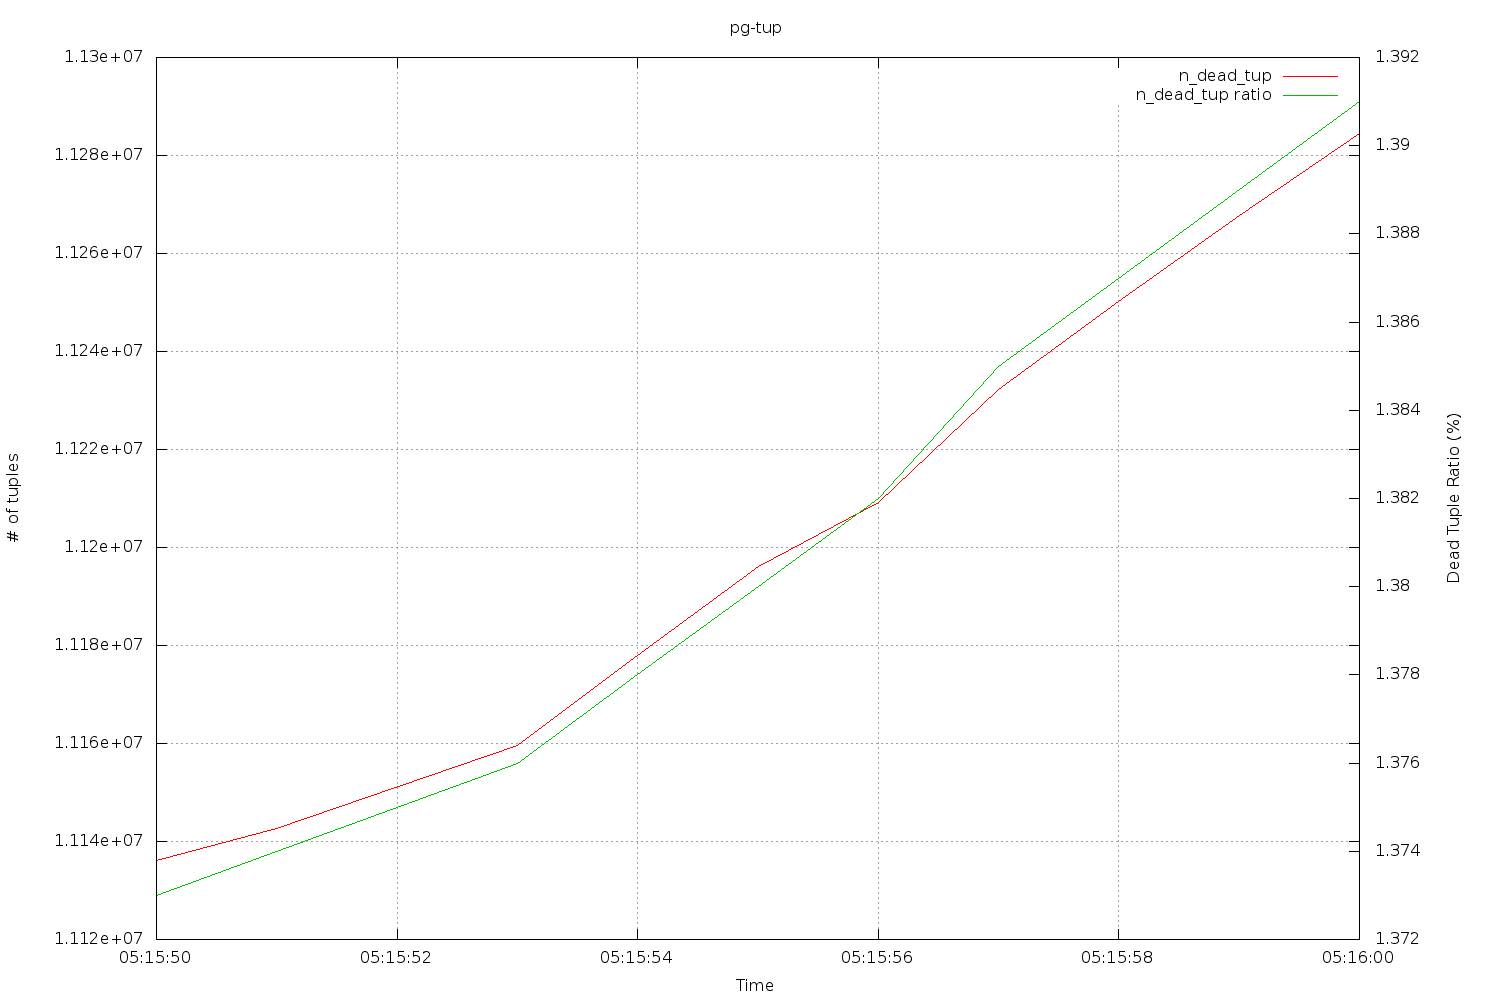 pg-tup
n_dead_tup
n_dead_tup ratio
1.13e+07
1.128e+07
1.126e+07
1.124e+07
1.122e+07
1.12e+07
1.118e+07
1.116e+07
1.114e+07
1.112e+07
# of tuples
1.392
1.39
1.388
1.386
1.384
1.382
1.38
1.378
1.376
1.374
1.372
Dead Tuple Ratio (%)
05:15:50 05:15:52 05:15:54 05:15:56 05:15:58 05:16:00
Time